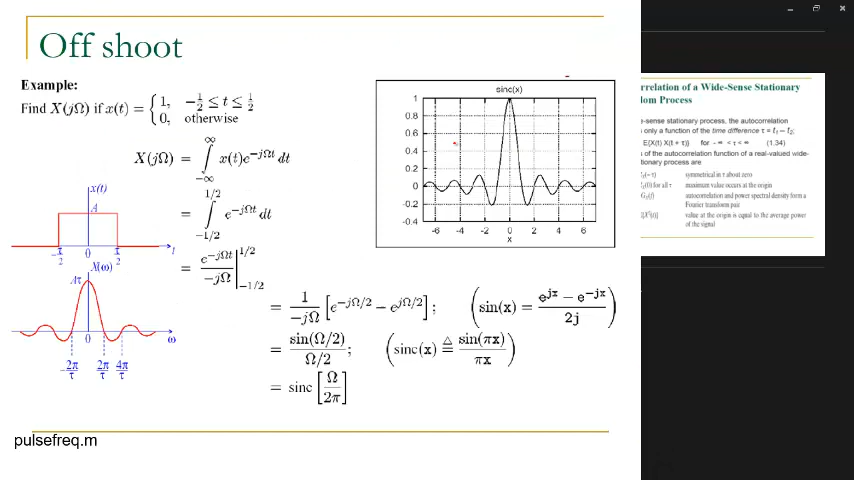 Off shoot
Example:
Find X(jΩ) if x(t) = { 1, −1/2 ≤ t ≤ 1/2
0, otherwise
X(jΩ) = ∫_{−∞}^{∞} x(t)e^{−jΩt} dt
= ∫_{−1/2}^{1/2} e^{−jΩt} dt
= e^{−jΩt} / −jΩ |_{−1/2}^{1/2}
= 1/−jΩ [e^{−jΩ/2} − e^{jΩ/2}] ; (sin(x) = (e^{jx} − e^{−jx}) / 2j)
= sin(Ω/2) / Ω/2 ; (sinc(x) ≜ sin(πx) / πx)
= sinc [Ω / 2π]
x(t)
A
−τ/2 0 τ/2 t
X(ω)
Aτ
0 ω
−2π/τ 2π/τ 4π/τ
sinc(x)
1
0.8
0.6
0.4
0.2
0
-0.2
-0.4
-6 -4 -2 0 2 4 6
x
pulsefreq.m
rrelation of a Wide-Sense Stationary
dom Process
e-sense stationary process, the autocorrelation
only a function of the time difference τ = t₁ – t₂;
E{X(t) X(t + τ)} for - ∞ < τ < ∞ (1.34)
of the autocorrelation function of a real-valued wide-
tionary process are
symmetrical in τ about zero
for all τ maximum value occurs at the origin
autocorrelation and power spectral density form a
Fourier transform pair
value at the origin is equal to the average power
of the signal